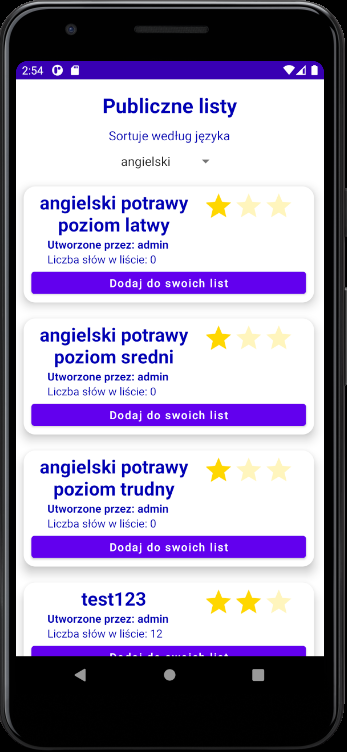 2:54
Publiczne listy
Sortuje według języka
angielski
angielski potrawy
poziom latwy
Utworzone przez: admin
Liczba słów w liście: 0
Dodaj do swoich list
angielski potrawy
poziom sredni
Utworzone przez: admin
Liczba słów w liście: 0
Dodaj do swoich list
angielski potrawy
poziom trudny
Utworzone przez: admin
Liczba słów w liście: 0
Dodaj do swoich list
test123
Utworzone przez: admin
Liczba słów w liście: 12
Dodaj do swoich list